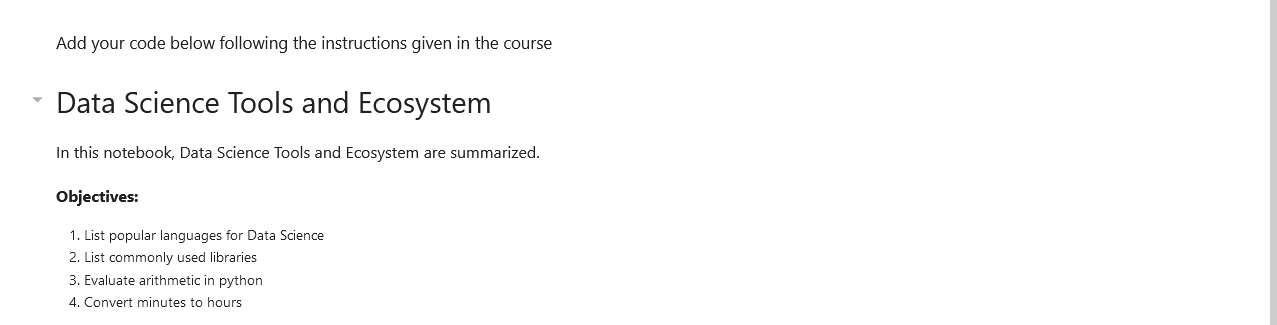 Add your code below following the instructions given in the course
Data Science Tools and Ecosystem
In this notebook, Data Science Tools and Ecosystem are summarized.
Objectives:
1. List popular languages for Data Science
2. List commonly used libraries
3. Evaluate arithmetic in python
4. Convert minutes to hours